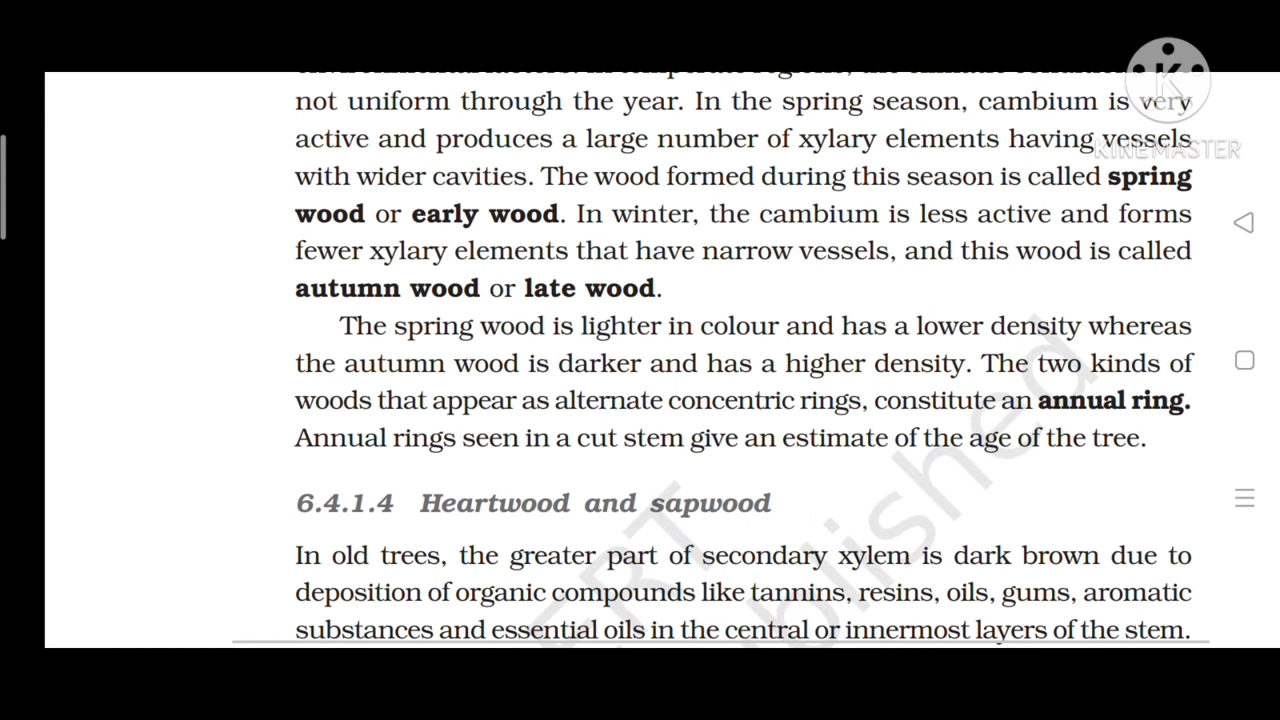 KINEMASTER
not uniform through the year. In the spring season, cambium is very
active and produces a large number of xylary elements having vessels
with wider cavities. The wood formed during this season is called spring
wood or early wood. In winter, the cambium is less active and forms
fewer xylary elements that have narrow vessels, and this wood is called
autumn wood or late wood.
The spring wood is lighter in colour and has a lower density whereas
the autumn wood is darker and has a higher density. The two kinds of
woods that appear as alternate concentric rings, constitute an annual ring.
Annual rings seen in a cut stem give an estimate of the age of the tree.
6.4.1.4 Heartwood and sapwood
In old trees, the greater part of secondary xylem is dark brown due to
deposition of organic compounds like tannins, resins, oils, gums, aromatic
substances and essential oils in the central or innermost layers of the stem.